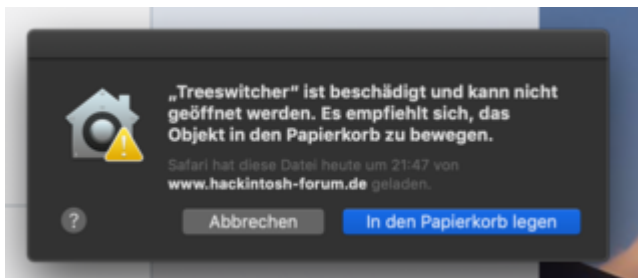 „Treeswitcher“ ist beschädigt und kann nicht
geöffnet werden. Es empfiehlt sich, das
Objekt in den Papierkorb zu bewegen.
Safari hat diese Datei heute um 21:47 von
www.hackintosh-forum.de geladen.
?
Abbrechen
In den Papierkorb legen